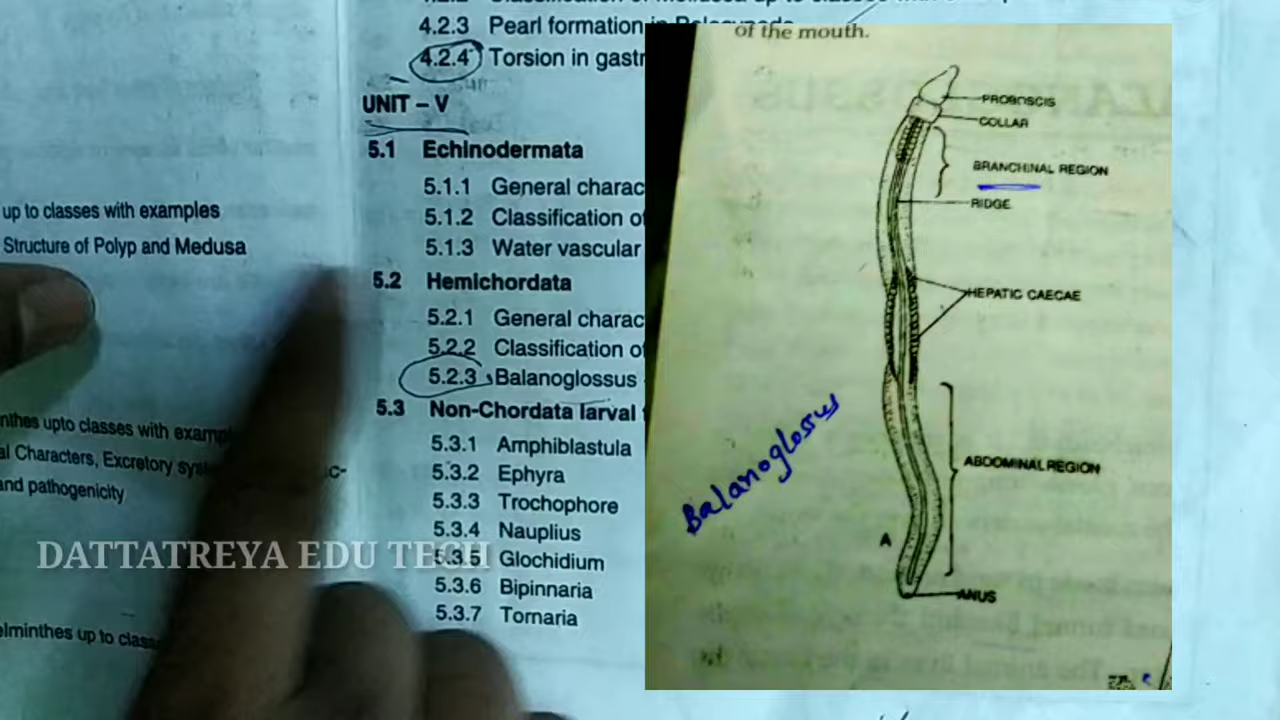 4.2.3 Pearl formation in Pelecypoda
4.2.4 Torsion in gastr
UNIT – V
5.1 Echinodermata
5.1.1 General charac
5.1.2 Classification of
5.1.3 Water vascular
5.2 Hemichordata
5.2.1 General charac
5.2.2 Classification of
5.2.3 Balanoglossus
5.3 Non-Chordata larval
5.3.1 Amphiblastula
5.3.2 Ephyra
5.3.3 Trochophore
5.3.4 Nauplius
5.3.5 Glochidium
5.3.6 Bipinnaria
5.3.7 Tornaria
up to classes with examples
Structure of Polyp and Medusa
upto classes with examp
Characters, Excretory
and pathogenicity
up to
DATTATREYA EDU TECH
of the mouth.
PROBOSCIS
COLLAR
BRANCHINAL REGION
RIDGE
HEPATIC CAECAE
ABDOMINAL REGION
A
ANUS
Balanoglossus